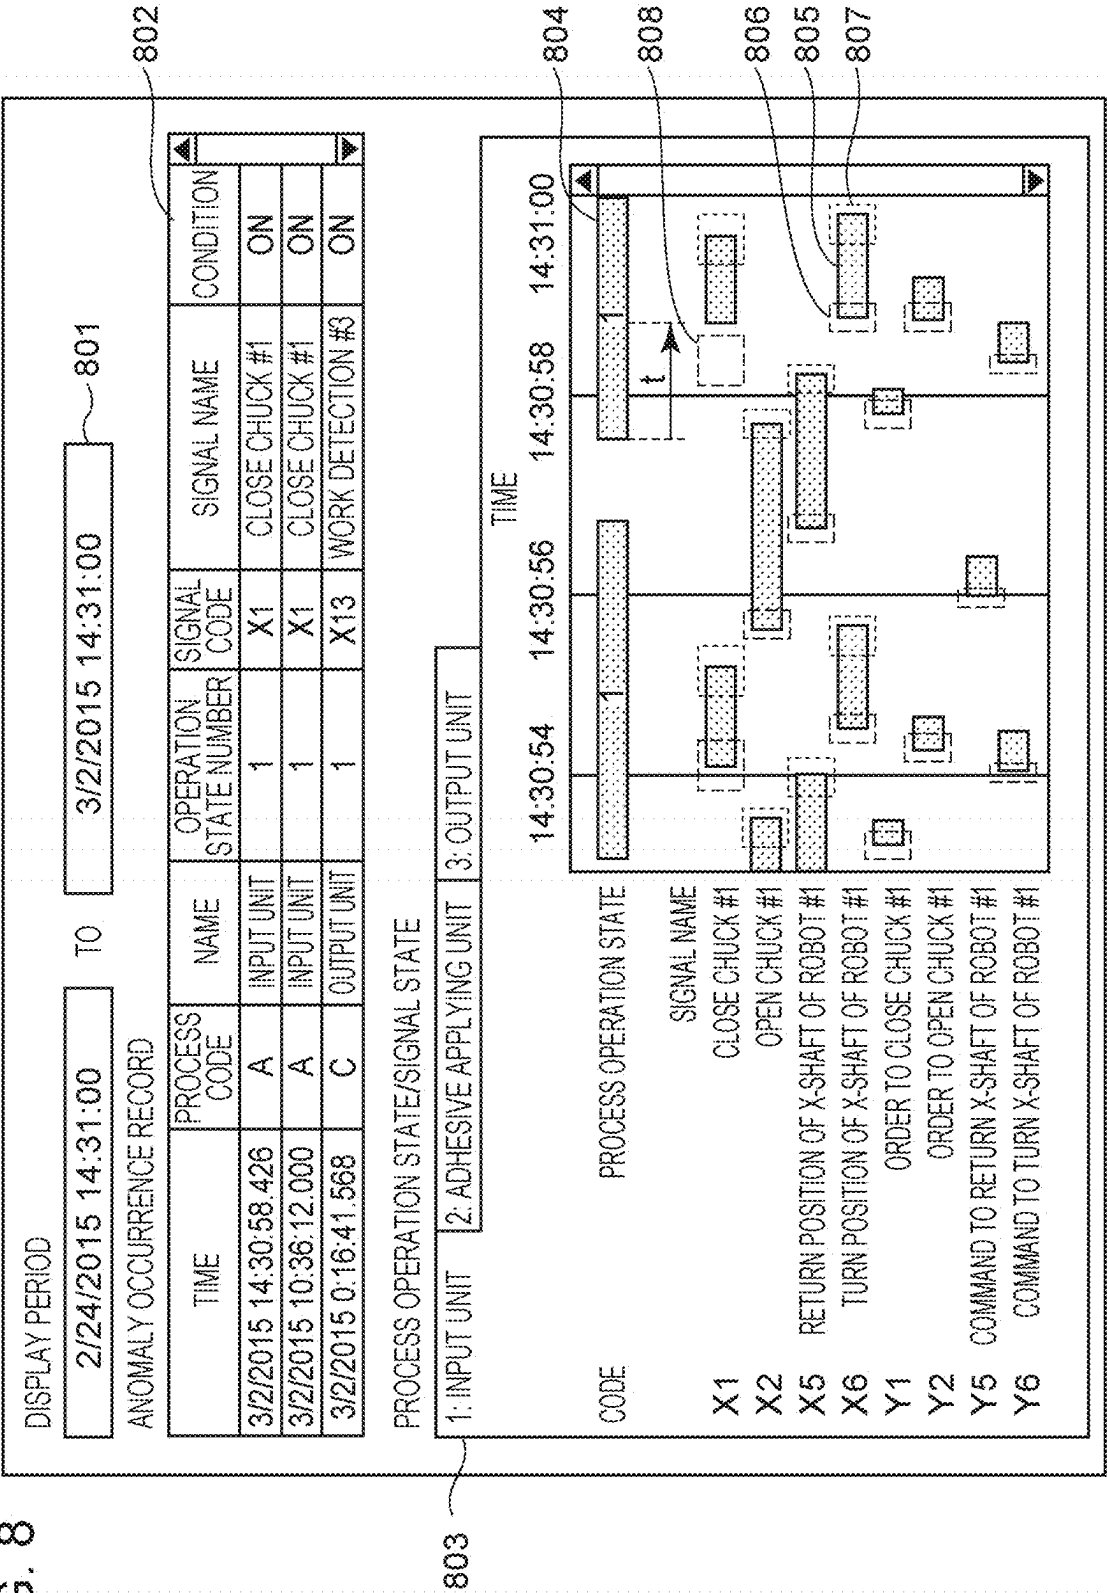 G. 8
DISPLAY PERIOD
2/24/2015 14:31:00 TO 3/2/2015 14:31:00 801
ANOMALY OCCURRENCE RECORD 802
TIME PROCESS CODE NAME OPERATION STATE NUMBER SIGNAL CODE SIGNAL NAME CONDITION
3/2/2015 14:30:58.426 A INPUT UNIT 1 X1 CLOSE CHUCK #1 ON
3/2/2015 10:36:12.000 A INPUT UNIT 1 X1 CLOSE CHUCK #1 ON
3/2/2015 0:16:41.568 C OUTPUT UNIT 1 X13 WORK DETECTION #3 ON
PROCESS OPERATION STATE/SIGNAL STATE
803 1: INPUT UNIT 2: ADHESIVE APPLYING UNIT 3: OUTPUT UNIT
TIME
14:30:54 14:30:56 14:30:58 14:31:00 804
CODE PROCESS OPERATION STATE 1 1
t 808
SIGNAL NAME
X1 CLOSE CHUCK #1
X2 OPEN CHUCK #1 806
X5 RETURN POSITION OF X-SHAFT OF ROBOT #1 805
X6 TURN POSITION OF X-SHAFT OF ROBOT #1 807
Y1 ORDER TO CLOSE CHUCK #1
Y2 ORDER TO OPEN CHUCK #1
Y5 COMMAND TO RETURN X-SHAFT OF ROBOT #1
Y6 COMMAND TO TURN X-SHAFT OF ROBOT #1